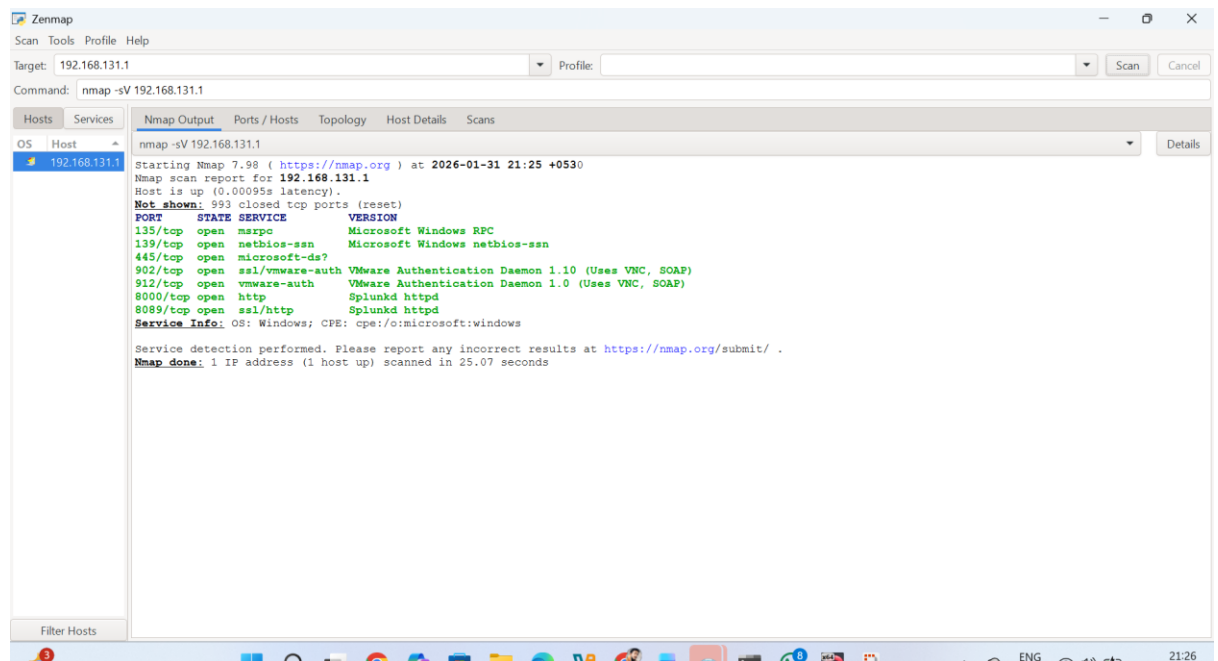 Zenmap
Scan Tools Profile Help
Target: 192.168.131.1 Profile: Scan Cancel
Command: nmap -sV 192.168.131.1
Hosts Services Nmap Output Ports / Hosts Topology Host Details Scans
OS Host nmap -sV 192.168.131.1 Details
192.168.131.1
Starting Nmap 7.98 ( https://nmap.org ) at 2026-01-31 21:25 +0530
Nmap scan report for 192.168.131.1
Host is up (0.00095s latency).
Not shown: 993 closed tcp ports (reset)
PORT STATE SERVICE VERSION
135/tcp open msrpc Microsoft Windows RPC
139/tcp open netbios-ssn Microsoft Windows netbios-ssn
445/tcp open microsoft-ds?
902/tcp open ssl/vmware-auth VMware Authentication Daemon 1.10 (Uses VNC, SOAP)
912/tcp open vmware-auth VMware Authentication Daemon 1.0 (Uses VNC, SOAP)
8000/tcp open http Splunkd httpd
8089/tcp open ssl/http Splunkd httpd
Service Info: OS: Windows; CPE: cpe:/o:microsoft:windows
Service detection performed. Please report any incorrect results at https://nmap.org/submit/ .
Nmap done: 1 IP address (1 host up) scanned in 25.07 seconds
Filter Hosts
3 8 ENG 21:26